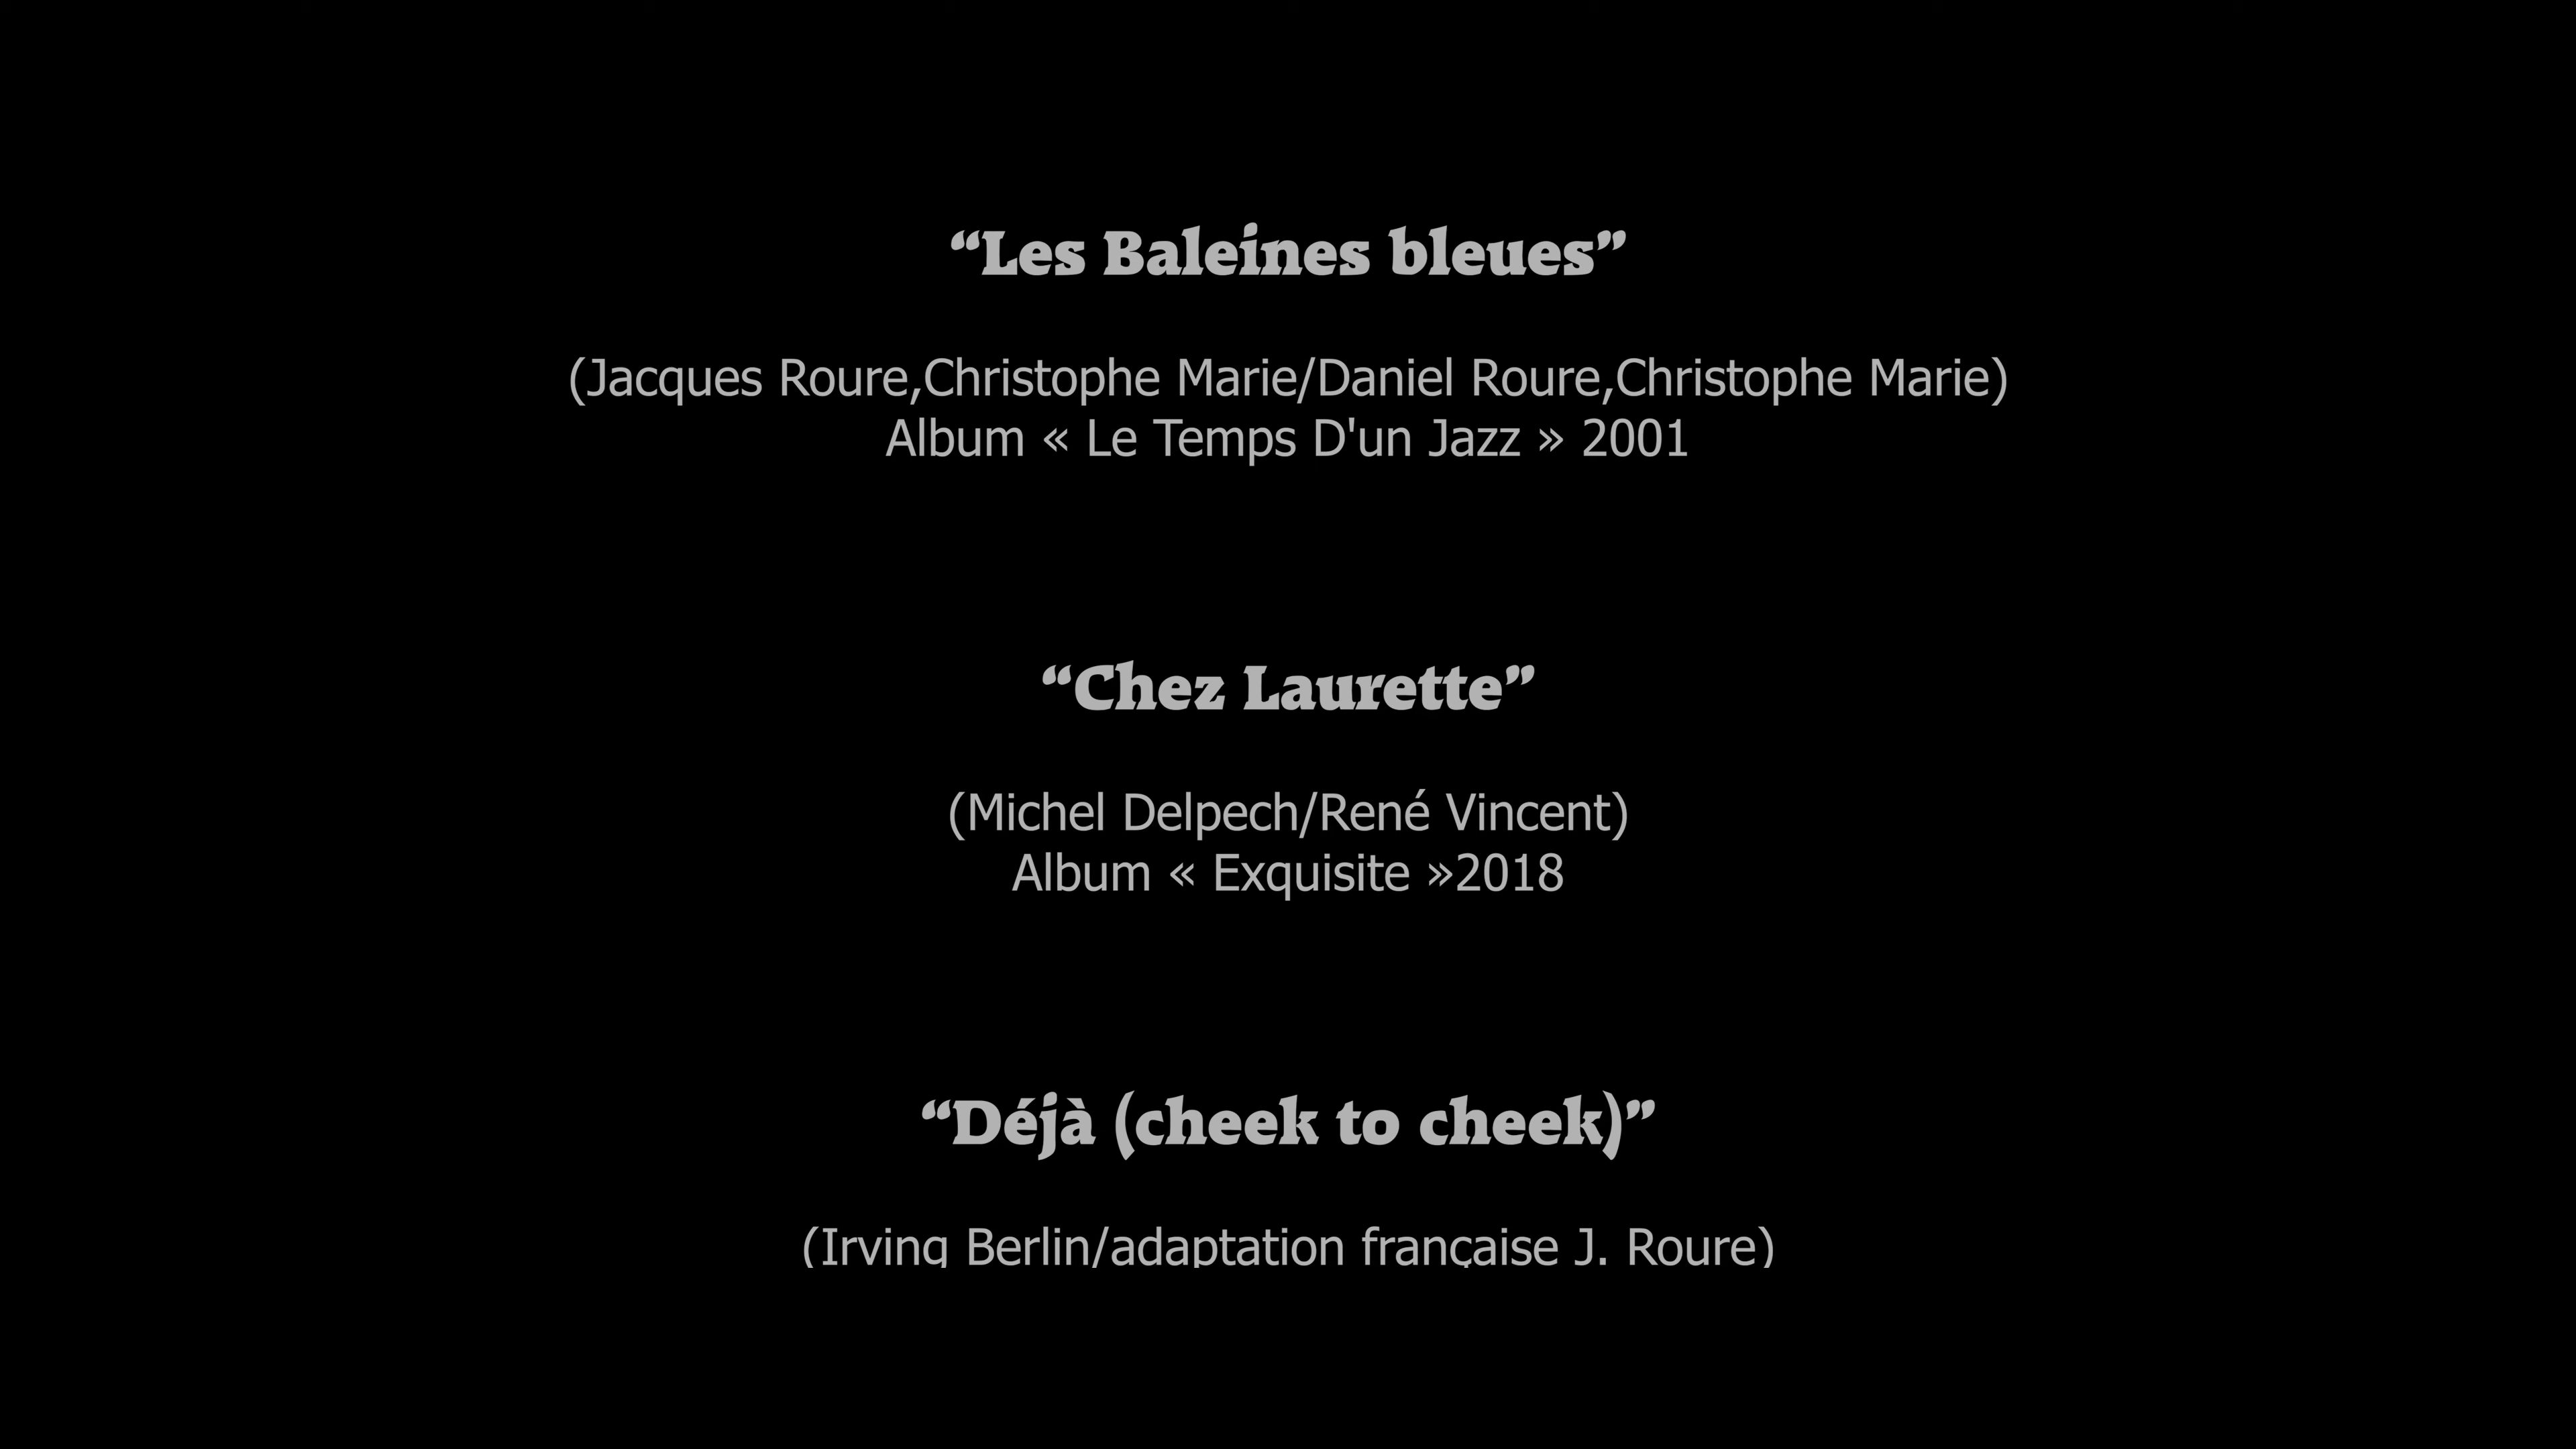 “Les Baleines bleues”
(Jacques Roure,Christophe Marie/Daniel Roure,Christophe Marie)
Album « Le Temps D'un Jazz » 2001
“Chez Laurette”
(Michel Delpech/René Vincent)
Album « Exquisite »2018
“Déjà (cheek to cheek)”
(Irving Berlin/adaptation française J. Roure)